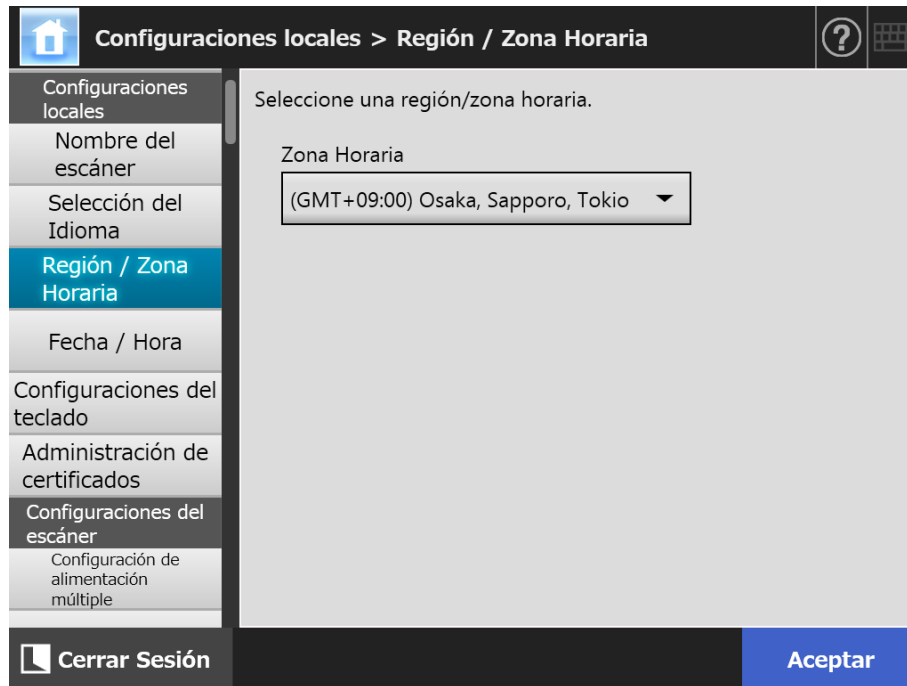 Configuraciones locales > Región / Zona Horaria
?
Configuraciones
locales
Nombre del
escáner
Selección del
Idioma
Región / Zona
Horaria
Fecha / Hora
Configuraciones del
teclado
Administración de
certificados
Configuraciones del
escáner
Configuración de
alimentación
múltiple
Seleccione una región/zona horaria.
Zona Horaria
(GMT+09:00) Osaka, Sapporo, Tokio
Cerrar Sesión
Aceptar